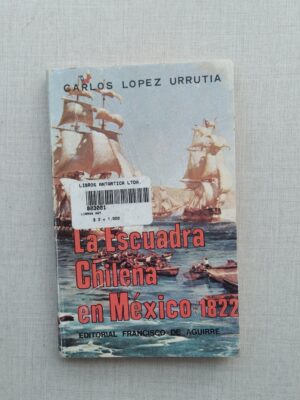 CARLOS LOPEZ URRUTIA
LIBROS ANTARTICA LTDA.
La Escuadra
Chilena
en México-1822
EDITORIAL FRANCISCO DE AGUIRRE